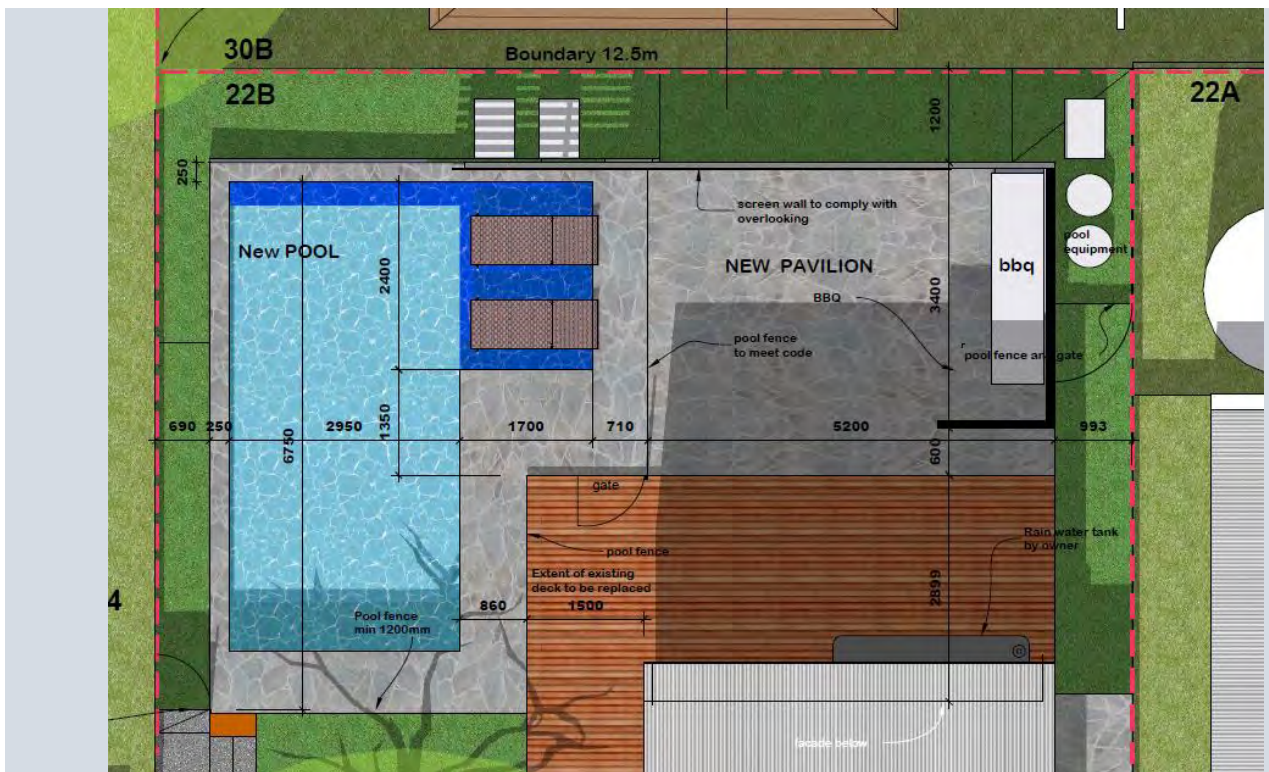 30B
Boundary 12.5m
22B
22A
1200
250
screen wall to comply with
overlooking
pool
equipment
New POOL
2400
NEW PAVILION
bbq
BBQ
3400
pool fence
to meet code
pool fence and gate
690
250
2950
1350
1700
710
5200
600
993
6750
gate
Rain water tank
by owner
pool fence
Extent of existing
deck to be replaced
2899
4
860
1500
Pool fence
min 1200mm
facade below